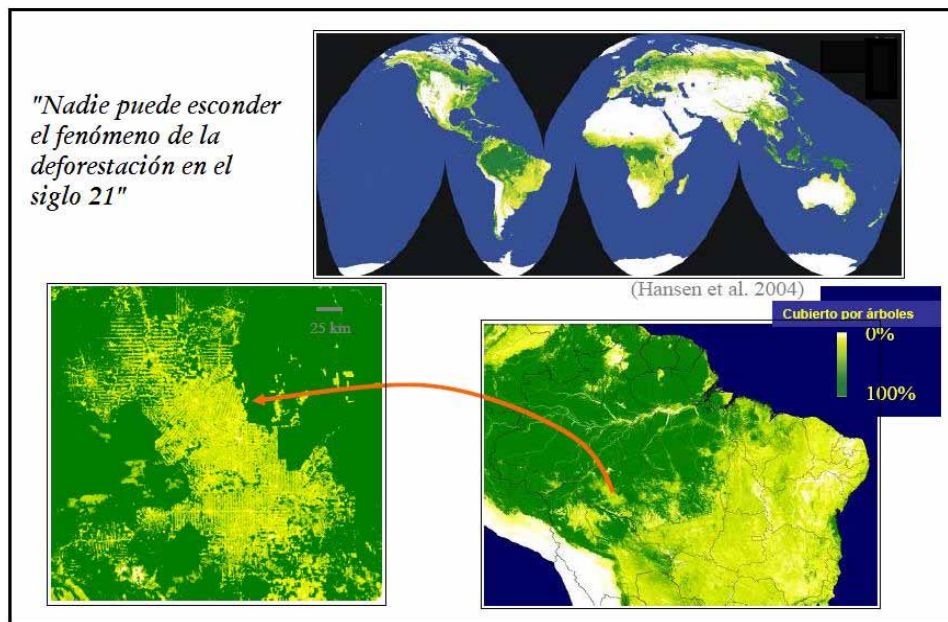 "Nadie puede esconder
el fenómeno de la
deforestación en el
siglo 21"
(Hansen et al. 2004)
25 km
Cubierto por árboles
0%
100%